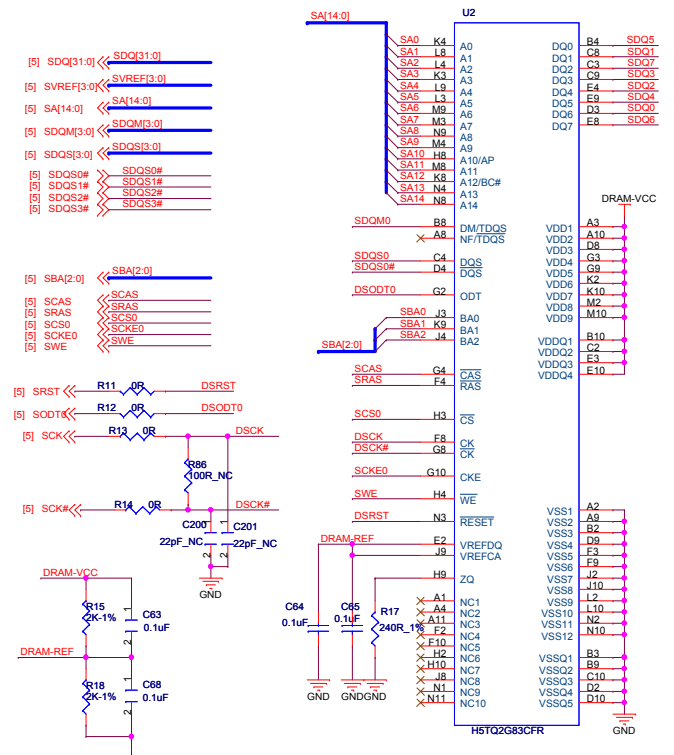 SA[14:0]
U2
[5] SDQ[31:0] SDQ[31:0]
[5] SVREF[3:0] SVREF[3:0]
[5] SA[14:0] SA[14:0]
[5] SDQM[3:0] SDQM[3:0]
[5] SDQS[3:0] SDQS[3:0]
[5] SDQS0# SDQS0#
[5] SDQS1# SDQS1#
[5] SDQS2# SDQS2#
[5] SDQS3# SDQS3#
[5] SBA[2:0] SBA[2:0]
[5] SCAS SCAS
[5] SRAS SRAS
[5] SCS0 SCS0
[5] SCKE0 SCKE0
[5] SWE SWE
[5] SRST R11 0R DSRST
[5] SODT0 R12 0R DSODT0
[5] SCK R13 0R DSCK
R86
100R_NC
[5] SCK# R14 0R DSCK#
C200 1 2
22pF_NC
C201 1 2
22pF_NC
GND
DRAM-VCC
R15
2K-1%
1 C63
0.1uF
2
DRAM-REF
R18
2K-1%
1 C68
0.1uF
2
SA0 K4 A0
SA1 L8 A1
SA2 L4 A2
SA3 K3 A3
SA4 L9 A4
SA5 L3 A5
SA6 M9 A6
SA7 M3 A7
SA8 N9 A8
SA9 M4 A9
SA10 H8 A10/AP
SA11 M8 A11
SA12 K8 A12/BC#
SA13 N4 A13
SA14 N8 A14
SDQM0 B8 DM/TDQS
A8 NF/TDQS
SDQS0 C4 DQS
SDQS0# D4 DQS
DSODT0 G2 ODT
SBA0 J3 BA0
SBA1 K9 BA1
SBA2 J4 BA2
SBA[2:0]
SCAS G4 CAS
SRAS F4 RAS
SCS0 H3 CS
DSCK F8 CK
DSCK# G8 CK
SCKE0 G10 CKE
SWE H4 WE
DSRST N3 RESET
DRAM-REF E2 VREFDQ
J9 VREFCA
H9 ZQ
C64
0.1uF
C65
0.1uF
R17
240R_1%
GND
GND GND
A1 NC1
A4 NC2
A11 NC3
F2 NC4
F10 NC5
H2 NC6
H10 NC7
J8 NC8
N1 NC9
N11 NC10
DQ0 B4 SDQ5
DQ1 C8 SDQ1
DQ2 C3 SDQ7
DQ3 C9 SDQ3
DQ4 E4 SDQ2
DQ5 E9 SDQ4
DQ6 D3 SDQ0
DQ7 E8 SDQ6
DRAM-VCC
VDD1 A3
VDD2 A10
VDD3 D8
VDD4 G3
VDD5 G9
VDD6 K2
VDD7 K10
VDD8 M2
VDD9 M10
VDDQ1 B10
VDDQ2 C2
VDDQ3 E3
VDDQ4 E10
VSS1 A2
VSS2 A9
VSS3 B2
VSS4 D9
VSS5 F3
VSS6 F9
VSS7 J2
VSS8 J10
VSS9 L2
VSS10 L10
VSS11 N2
VSS12 N10
VSSQ1 B3
VSSQ2 B9
VSSQ3 C10
VSSQ4 D2
VSSQ5 D10
GND
H5TQ2G83CFR